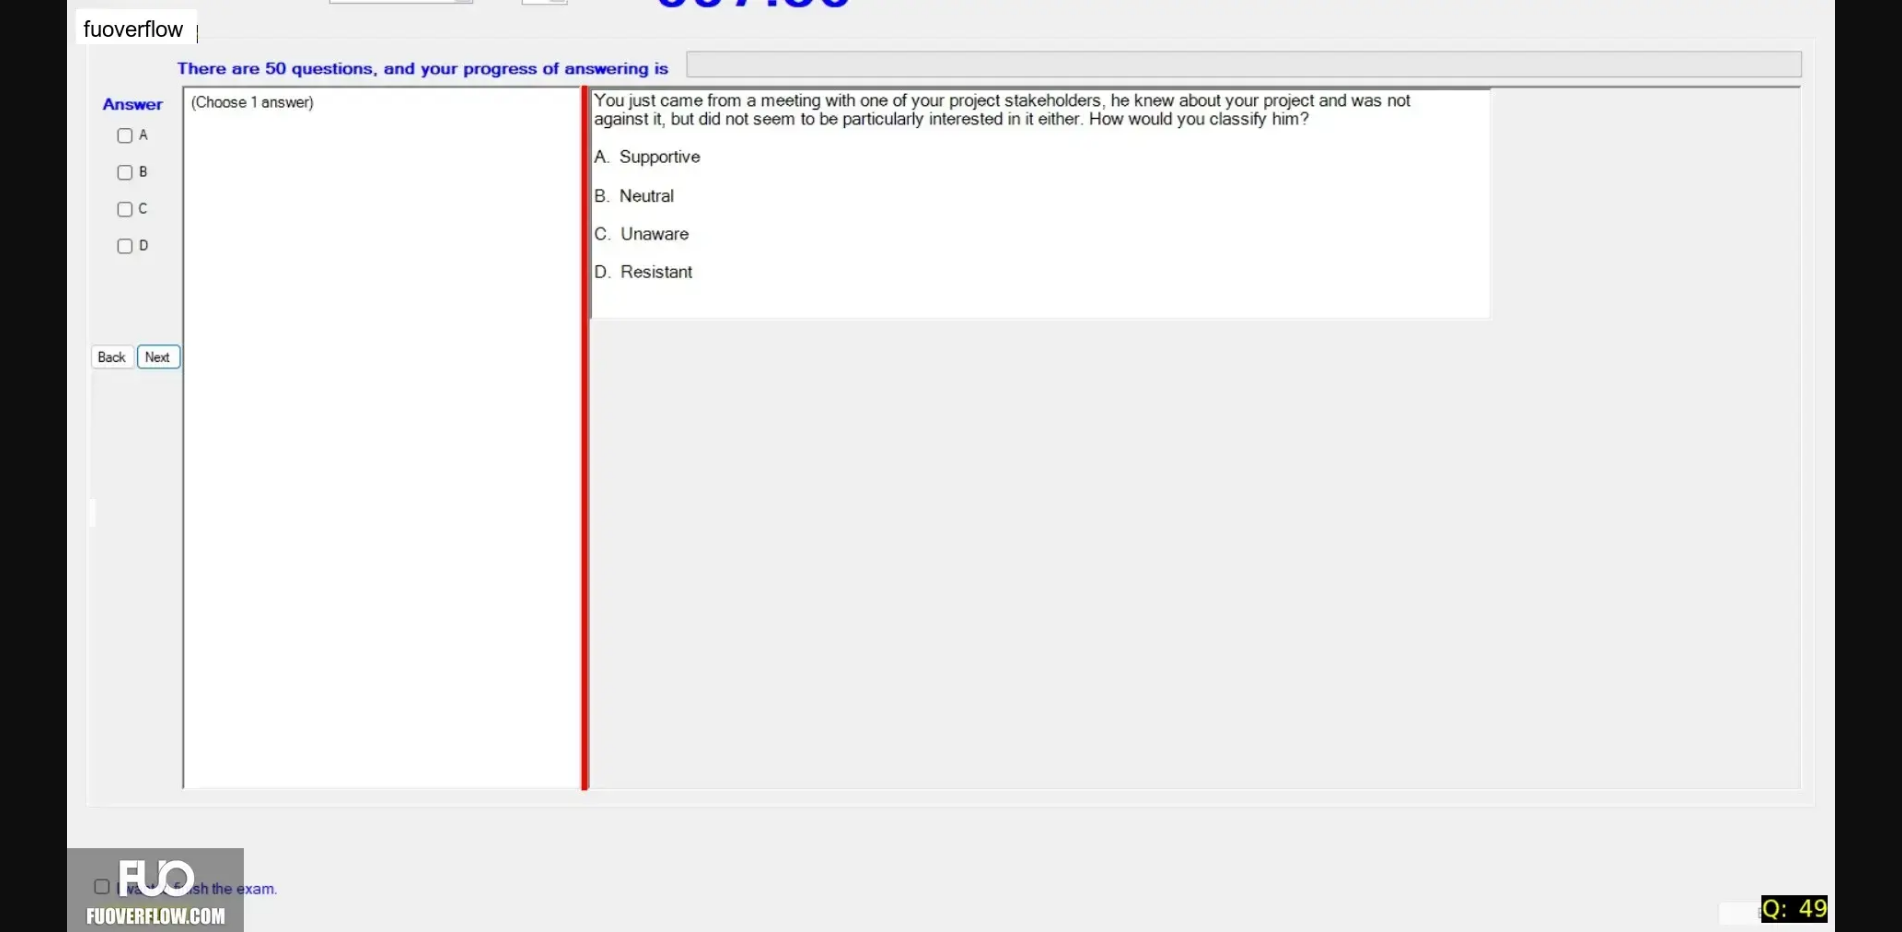 fuoverflow
There are 50 questions, and your progress of answering is
Answer
A
B
C
D
Back
Next
(Choose 1 answer)
You just came from a meeting with one of your project stakeholders, he knew about your project and was not
against it, but did not seem to be particularly interested in it either. How would you classify him?
A. Supportive
B. Neutral
C. Unaware
D. Resistant
the exam.
FUO
FUOVERFLOW.COM
Q: 49